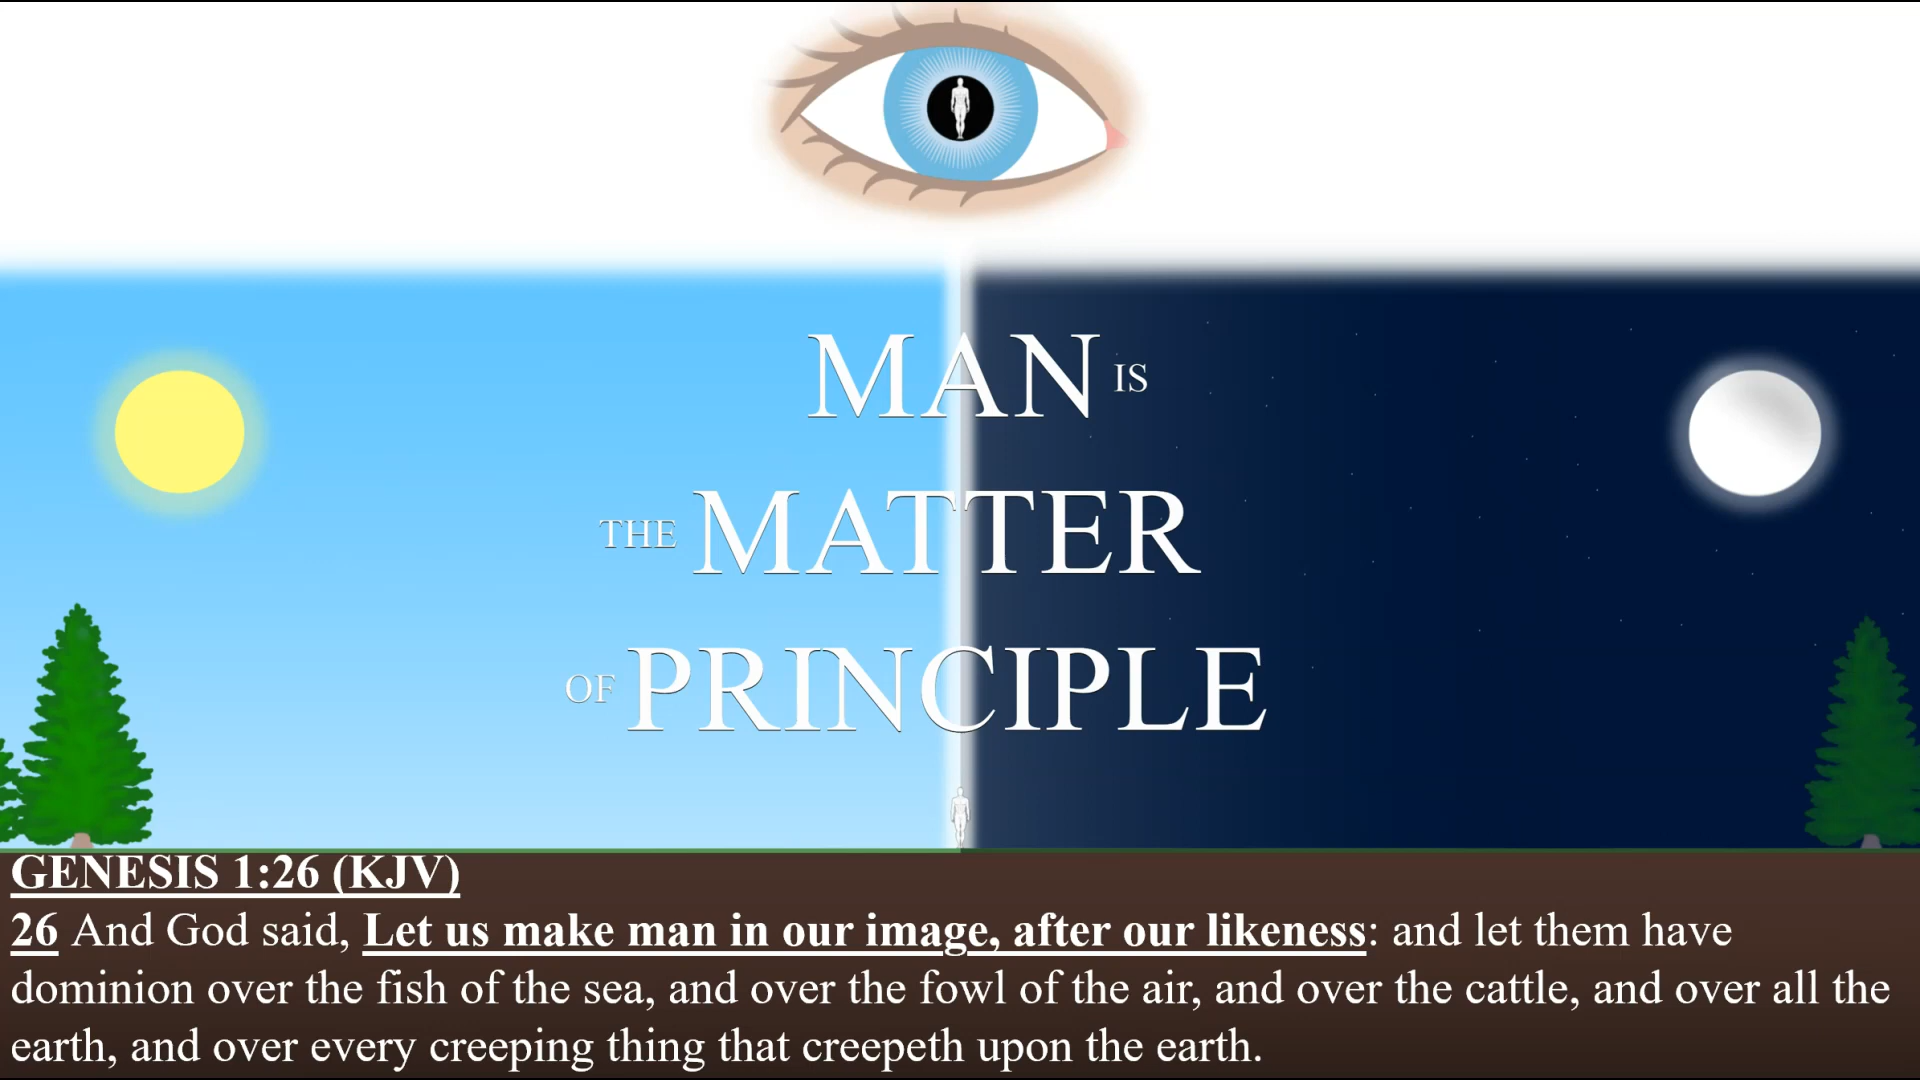 MAN IS
THE MATTER
OF PRINCIPLE
GENESIS 1:26 (KJV)
26 And God said, Let us make man in our image, after our likeness: and let them have
dominion over the fish of the sea, and over the fowl of the air, and over the cattle, and over all the
earth, and over every creeping thing that creepeth upon the earth.